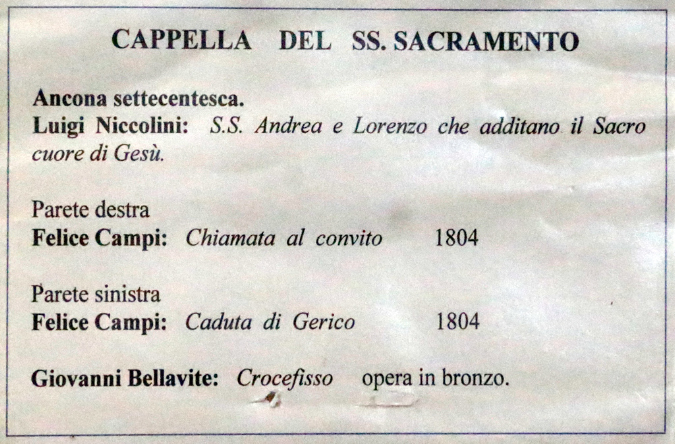 CAPPELLA DEL SS. SACRAMENTO
Ancona settecentesca.
Luigi Niccolini: S.S. Andrea e Lorenzo che additano il Sacro
cuore di Gesù.
Parete destra
Felice Campi: Chiamata al convito 1804
Parete sinistra
Felice Campi: Caduta di Gerico 1804
Giovanni Bellavite: Crocefisso opera in bronzo.